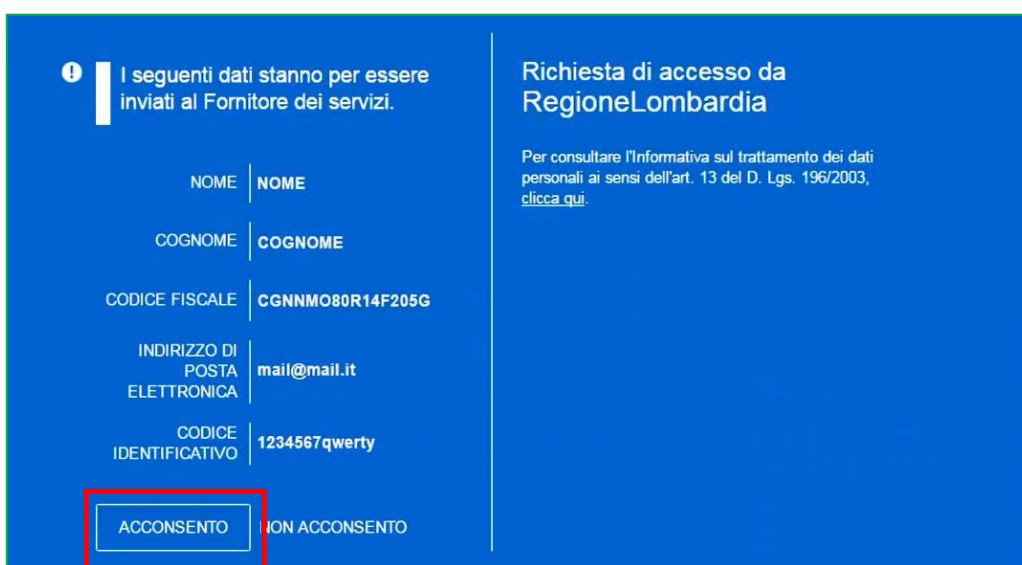 I seguenti dati stanno per essere
inviati al Fornitore dei servizi.
NOME NOME
COGNOME COGNOME
CODICE FISCALE CGNNMO80R14F205G
INDIRIZZO DI
POSTA
ELETTRONICA
mail@mail.it
CODICE
IDENTIFICATIVO
1234567qwerty
ACCONSENTO NON ACCONSENTO
Richiesta di accesso da
RegioneLombardia
Per consultare l'Informativa sul trattamento dei dati
personali ai sensi dell'art. 13 del D. Lgs. 196/2003,
clicca qui.